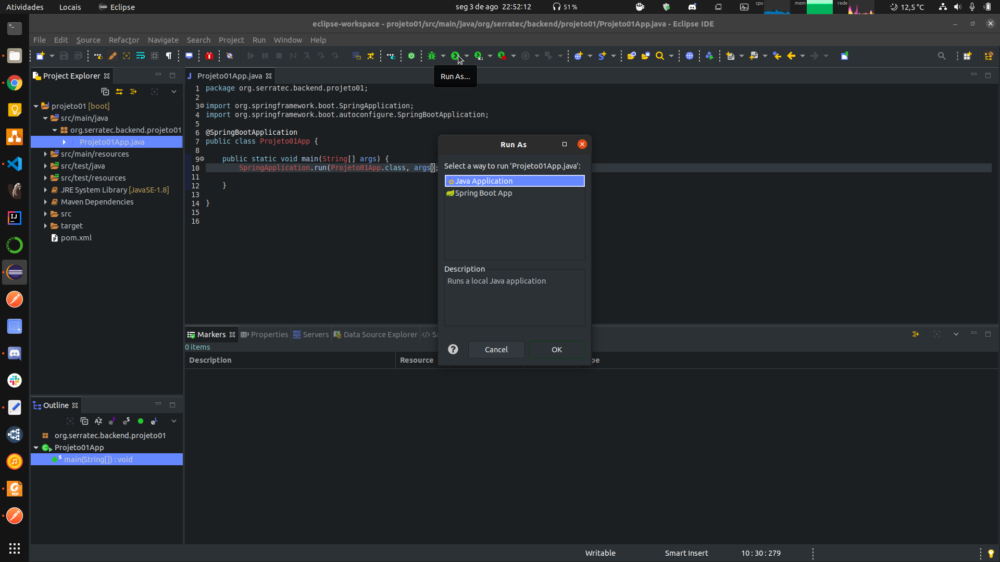 Atividades
Locais
Eclipse
seg 3 de ago 22:52:12
51 %
cpu
mem
rede
12,5 °C
eclipse-workspace - projeto01/src/main/java/org/serratec/backend/projeto01/Projeto01App.java - Eclipse IDE
File Edit Source Refactor Navigate Search Project Run Window Help
Run As...
Project Explorer
projeto01 [boot]
src/main/java
org.serratec.backend.projeto01
Projeto01App.java
src/main/resources
src/test/java
src/test/resources
JRE System Library [JavaSE-1.8]
Maven Dependencies
src
target
pom.xml
Projeto01App.java
1 package org.serratec.backend.projeto01;
2
3 import org.springframework.boot.SpringApplication;
4 import org.springframework.boot.autoconfigure.SpringBootApplication;
5
6 @SpringBootApplication
7 public class Projeto01App {
8
9 public static void main(String[] args) {
10 SpringApplication.run(Projeto01App.class, args);
11
12 }
13
14 }
15
16
Run As
Select a way to run 'Projeto01App.java':
Java Application
Spring Boot App
Description
Runs a local Java application
Cancel
OK
Markers
Properties
Servers
Data Source Explorer
0 items
Description
Resource
Outline
org.serratec.backend.projeto01
Projeto01App
main(String[]) : void
Writable
Smart Insert
10 : 30 : 279